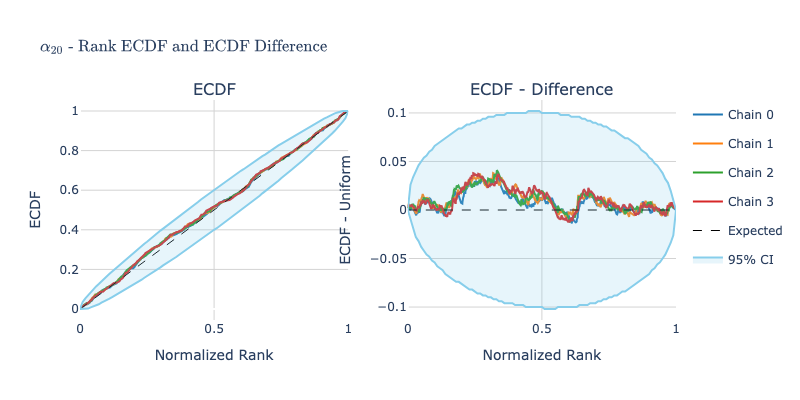 α₂₀ - Rank ECDF and ECDF Difference
ECDF
ECDF - Difference
ECDF
1
0.8
0.6
0.4
0.2
0
0
0.5
1
Normalized Rank
ECDF - Uniform
0.1
0.05
0
−0.05
−0.1
0
0.5
1
Normalized Rank
Chain 0
Chain 1
Chain 2
Chain 3
Expected
95% CI